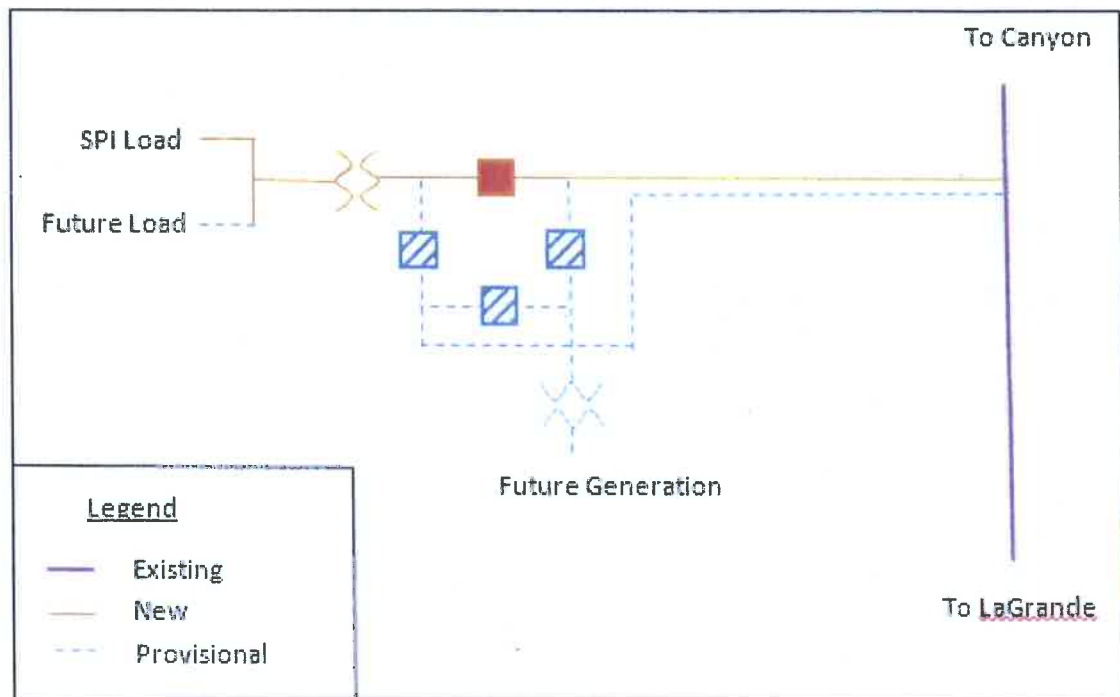 To Canyon
SPI Load
Future Load
Future Generation
Legend
Existing
New
Provisional
To LaGrande